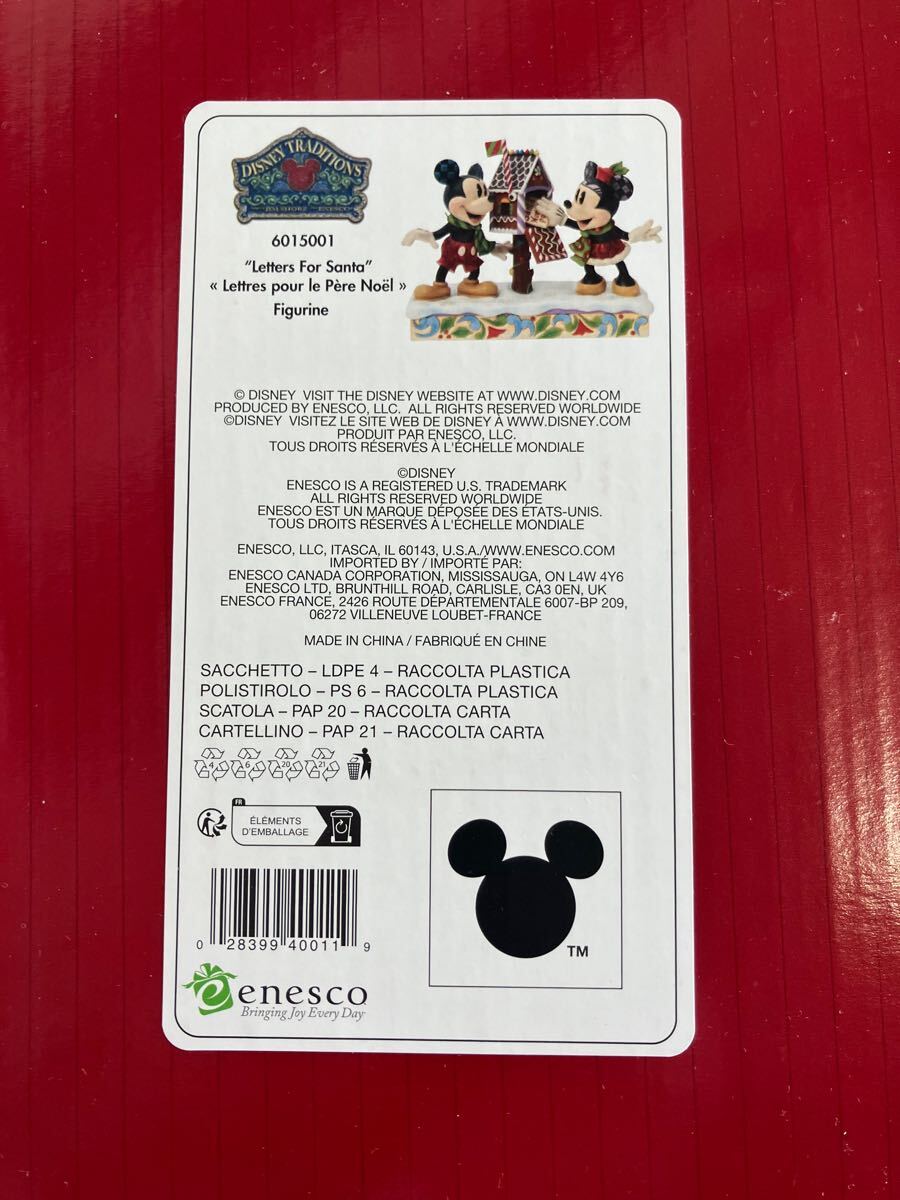 DISNEY TRADITIONS
JIM SHORE ENESCO
6015001
"Letters For Santa"
« Lettres pour le Père Noël »
Figurine
© DISNEY VISIT THE DISNEY WEBSITE AT WWW.DISNEY.COM
PRODUCED BY ENESCO, LLC. ALL RIGHTS RESERVED WORLDWIDE
©DISNEY VISITEZ LE SITE WEB DE DISNEY À WWW.DISNEY.COM
PRODUIT PAR ENESCO, LLC.
TOUS DROITS RÉSERVÉS À L'ÉCHELLE MONDIALE
©DISNEY
ENESCO IS A REGISTERED U.S. TRADEMARK
ALL RIGHTS RESERVED WORLDWIDE
ENESCO EST UN MARQUE DÉPOSÉE DES ÉTATS-UNIS.
TOUS DROITS RÉSERVÉS À L'ÉCHELLE MONDIALE
ENESCO, LLC, ITASCA, IL 60143, U.S.A./WWW.ENESCO.COM
IMPORTED BY / IMPORTÉ PAR:
ENESCO CANADA CORPORATION, MISSISSAUGA, ON L4W 4Y6
ENESCO LTD, BRUNTHILL ROAD, CARLISLE, CA3 0EN, UK
ENESCO FRANCE, 2426 ROUTE DÉPARTEMENTALE 6007-BP 209,
06272 VILLENEUVE LOUBET-FRANCE
MADE IN CHINA / FABRIQUÉ EN CHINE
SACCHETTO – LDPE 4 – RACCOLTA PLASTICA
POLISTIROLO – PS 6 – RACCOLTA PLASTICA
SCATOLA – PAP 20 – RACCOLTA CARTA
CARTELLINO – PAP 21 – RACCOLTA CARTA
4 6 20 21
FR
ÉLÉMENTS
D'EMBALLAGE
0 28399 40011 9
TM
enesco
Bringing Joy Every Day